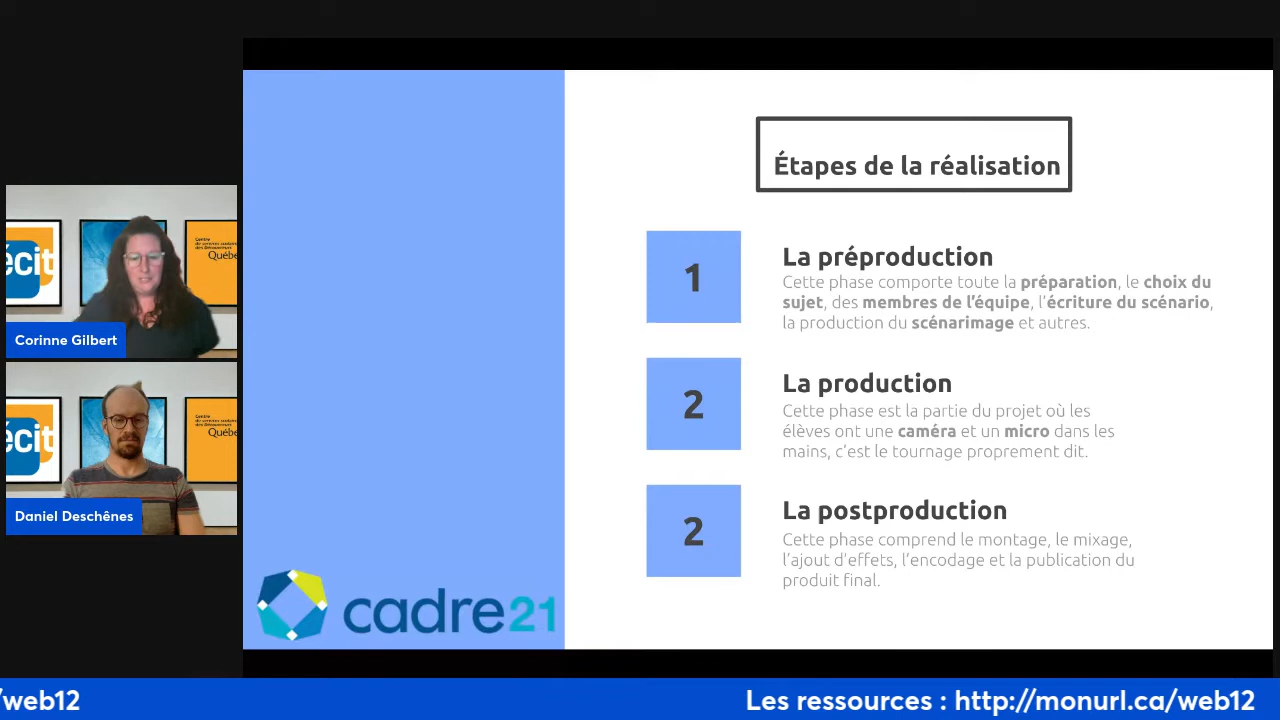 Étapes de la réalisation
1
La préproduction
Cette phase comporte toute la préparation, le choix du
sujet, des membres de l'équipe, l'écriture du scénario,
la production du scénarimage et autres.
2
La production
Cette phase est la partie du projet où les
élèves ont une caméra et un micro dans les
mains, c'est le tournage proprement dit.
2
La postproduction
Cette phase comprend le montage, le mixage,
l'ajout d'effets, l'encodage et la publication du
produit final.
cadre21
écit
Québe
Corinne Gilbert
écit
Québe
Daniel Deschênes
/web12
Les ressources : http://monurl.ca/web12